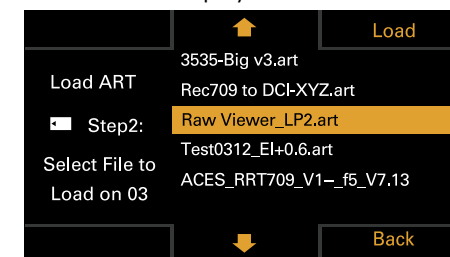 Load
3535-Big v3.art
Load ART
Rec709 to DCI-XYZ.art
Step2:
Raw Viewer_LP2.art
Test0312_EI+0.6.art
Select File to
ACES_RRT709_V1–_f5_V7.13
Load on 03
Back